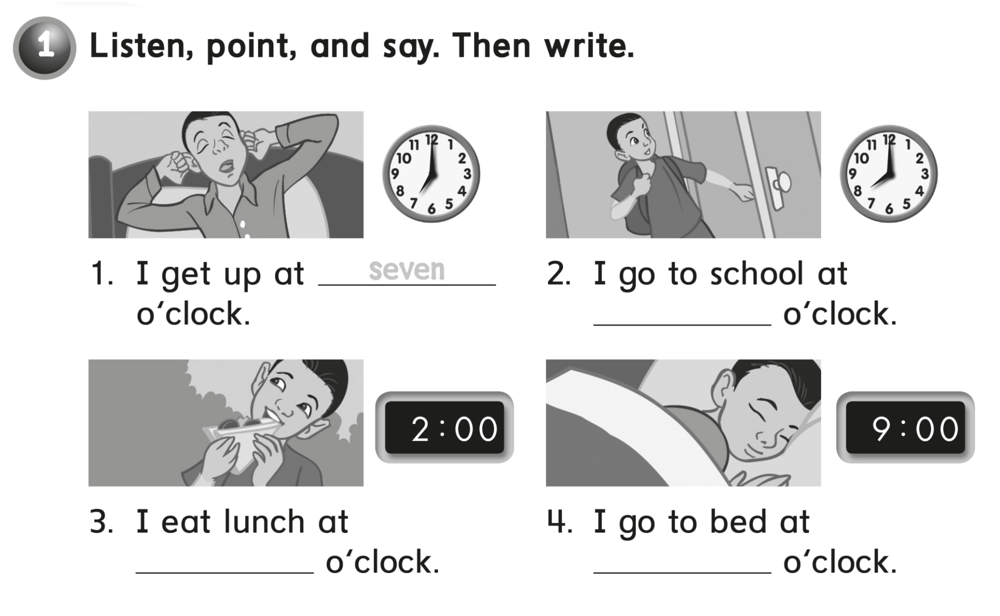 1 Listen, point, and say. Then write.
11 12 1
10 2
9 3
8 4
7 6 5
11 12 1
10 2
9 3
8 4
7 6 5
1. I get up at seven
o‘clock.
2. I go to school at
____________ o‘clock.
2:00
9:00
3. I eat lunch at
____________ o‘clock.
4. I go to bed at
____________ o‘clock.